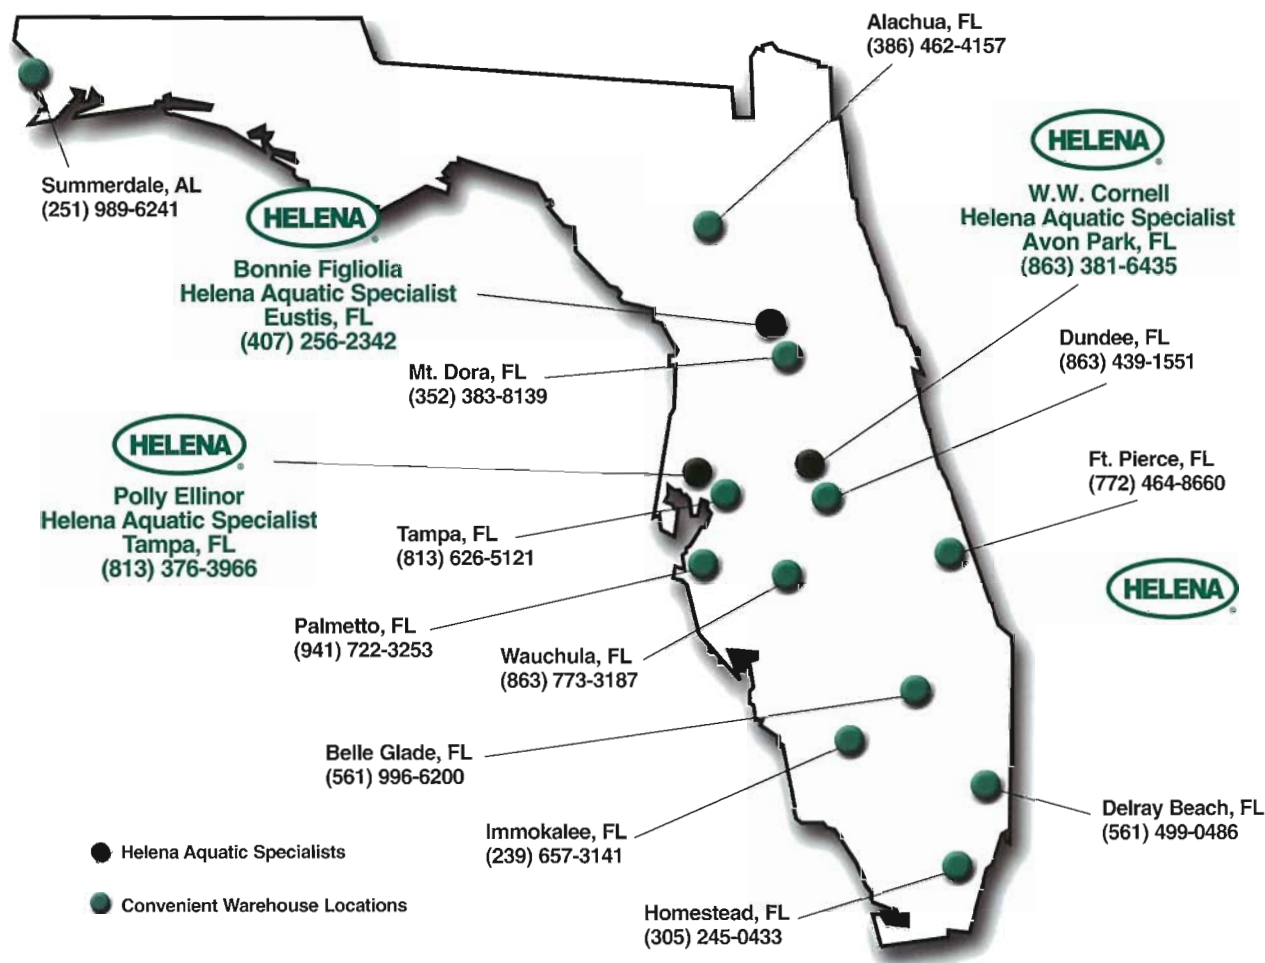 Alachua, FL
(386) 462-4157
HELENA
W.W. Cornell
Helena Aquatic Specialist
Avon Park, FL
(863) 381-6435
Summerdale, AL
(251) 989-6241
HELENA
Bonnie Figliolia
Helena Aquatic Specialist
Eustis, FL
(407) 256-2342
Dundee, FL
(863) 439-1551
Mt. Dora, FL
(352) 383-8139
HELENA
Polly Ellinor
Helena Aquatic Specialist
Tampa, FL
(813) 376-3966
Ft. Pierce, FL
(772) 464-8660
Tampa, FL
(813) 626-5121
HELENA
Palmetto, FL
(941) 722-3253
Wauchula, FL
(863) 773-3187
Belle Glade, FL
(561) 996-6200
Immokalee, FL
(239) 657-3141
Delray Beach, FL
(561) 499-0486
Homestead, FL
(305) 245-0433
Helena Aquatic Specialists
Convenient Warehouse Locations